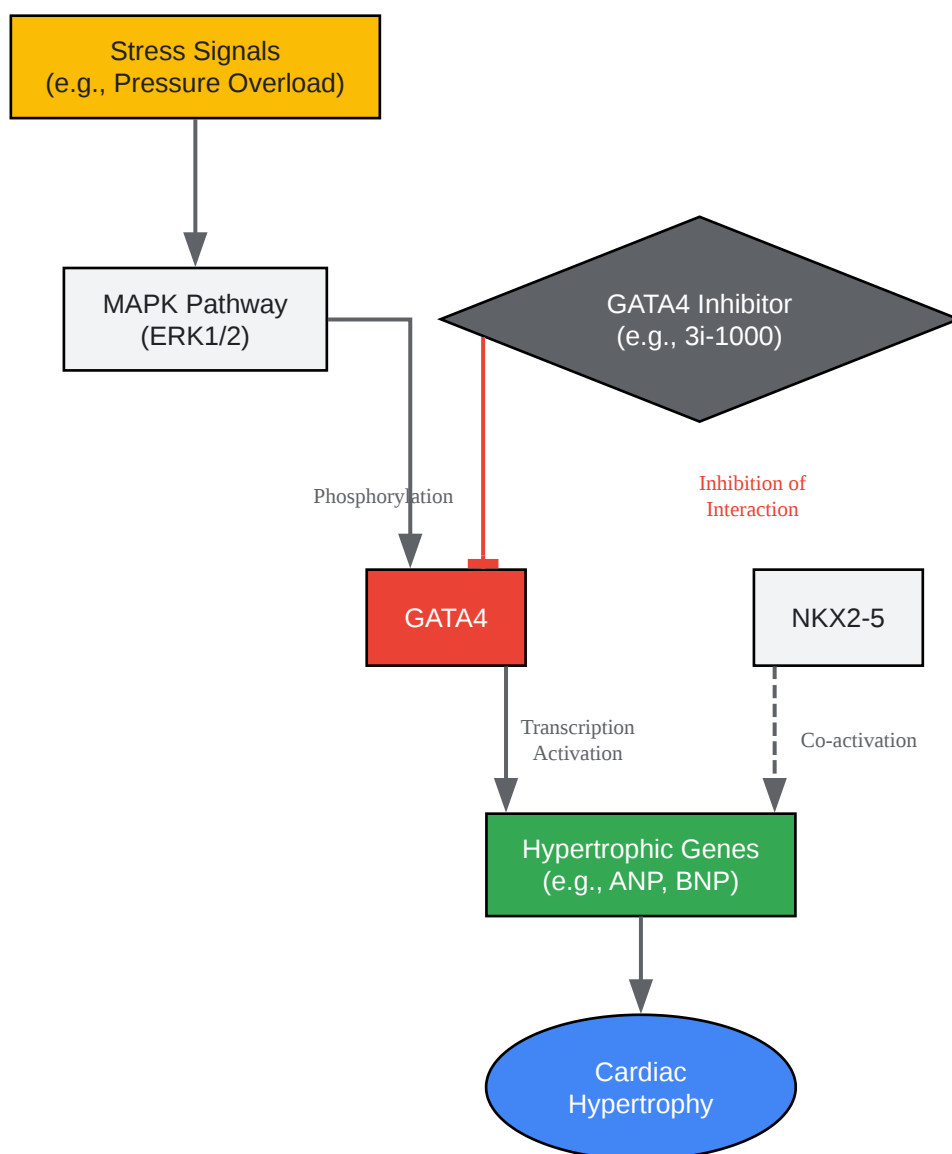 Stress Signals
(e.g., Pressure Overload)
MAPK Pathway
(ERK1/2)
GATA4 Inhibitor
(e.g., 3i-1000)
Phosphorylation
Inhibition of
Interaction
GATA4
NKX2-5
Transcription
Activation
Co-activation
Hypertrophic Genes
(e.g., ANP, BNP)
Cardiac
Hypertrophy